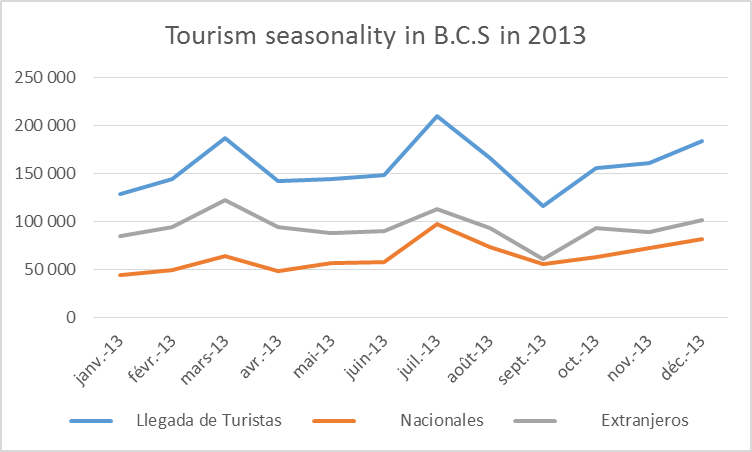 Tourism seasonality in B.C.S in 2013
250 000
200 000
150 000
100 000
50 000
0
janv.-13 févr.-13 mars-13 avr.-13 mai-13 juin-13 juil.-13 août-13 sept.-13 oct.-13 nov.-13 déc.-13
Llegada de Turistas Nacionales Extranjeros